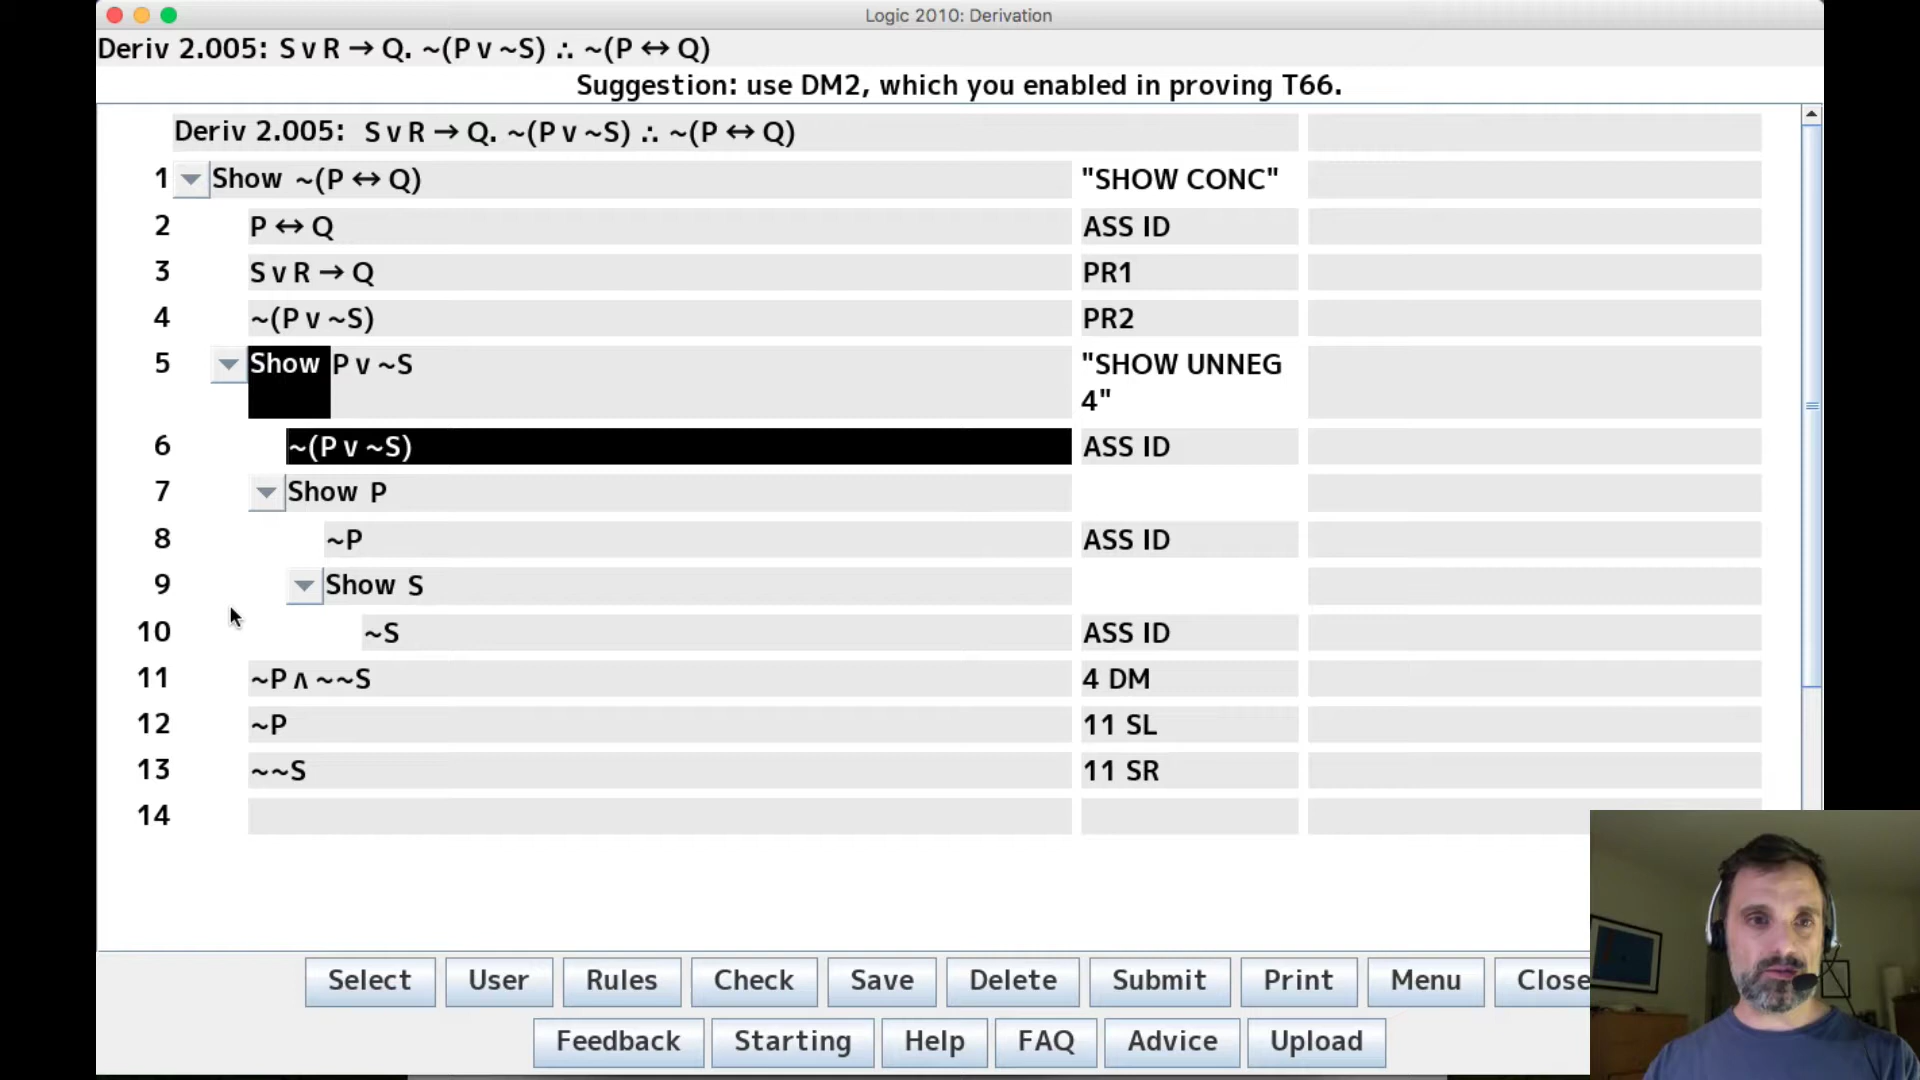 Logic 2010: Derivation
Deriv 2.005: S ∨ R → Q. ~(P ∨ ~S) ∴ ~(P ↔ Q)
Suggestion: use DM2, which you enabled in proving T66.
Deriv 2.005: S ∨ R → Q. ~(P ∨ ~S) ∴ ~(P ↔ Q)
1 Show ~(P ↔ Q) "SHOW CONC"
2 P ↔ Q ASS ID
3 S ∨ R → Q PR1
4 ~(P ∨ ~S) PR2
5 Show P ∨ ~S "SHOW UNNEG
4"
6 ~(P ∨ ~S) ASS ID
7 Show P
8 ~P ASS ID
9 Show S
10 ~S ASS ID
11 ~P ∧ ~~S 4 DM
12 ~P 11 SL
13 ~~S 11 SR
14
Select User Rules Check Save Delete Submit Print Menu Close
Feedback Starting Help FAQ Advice Upload